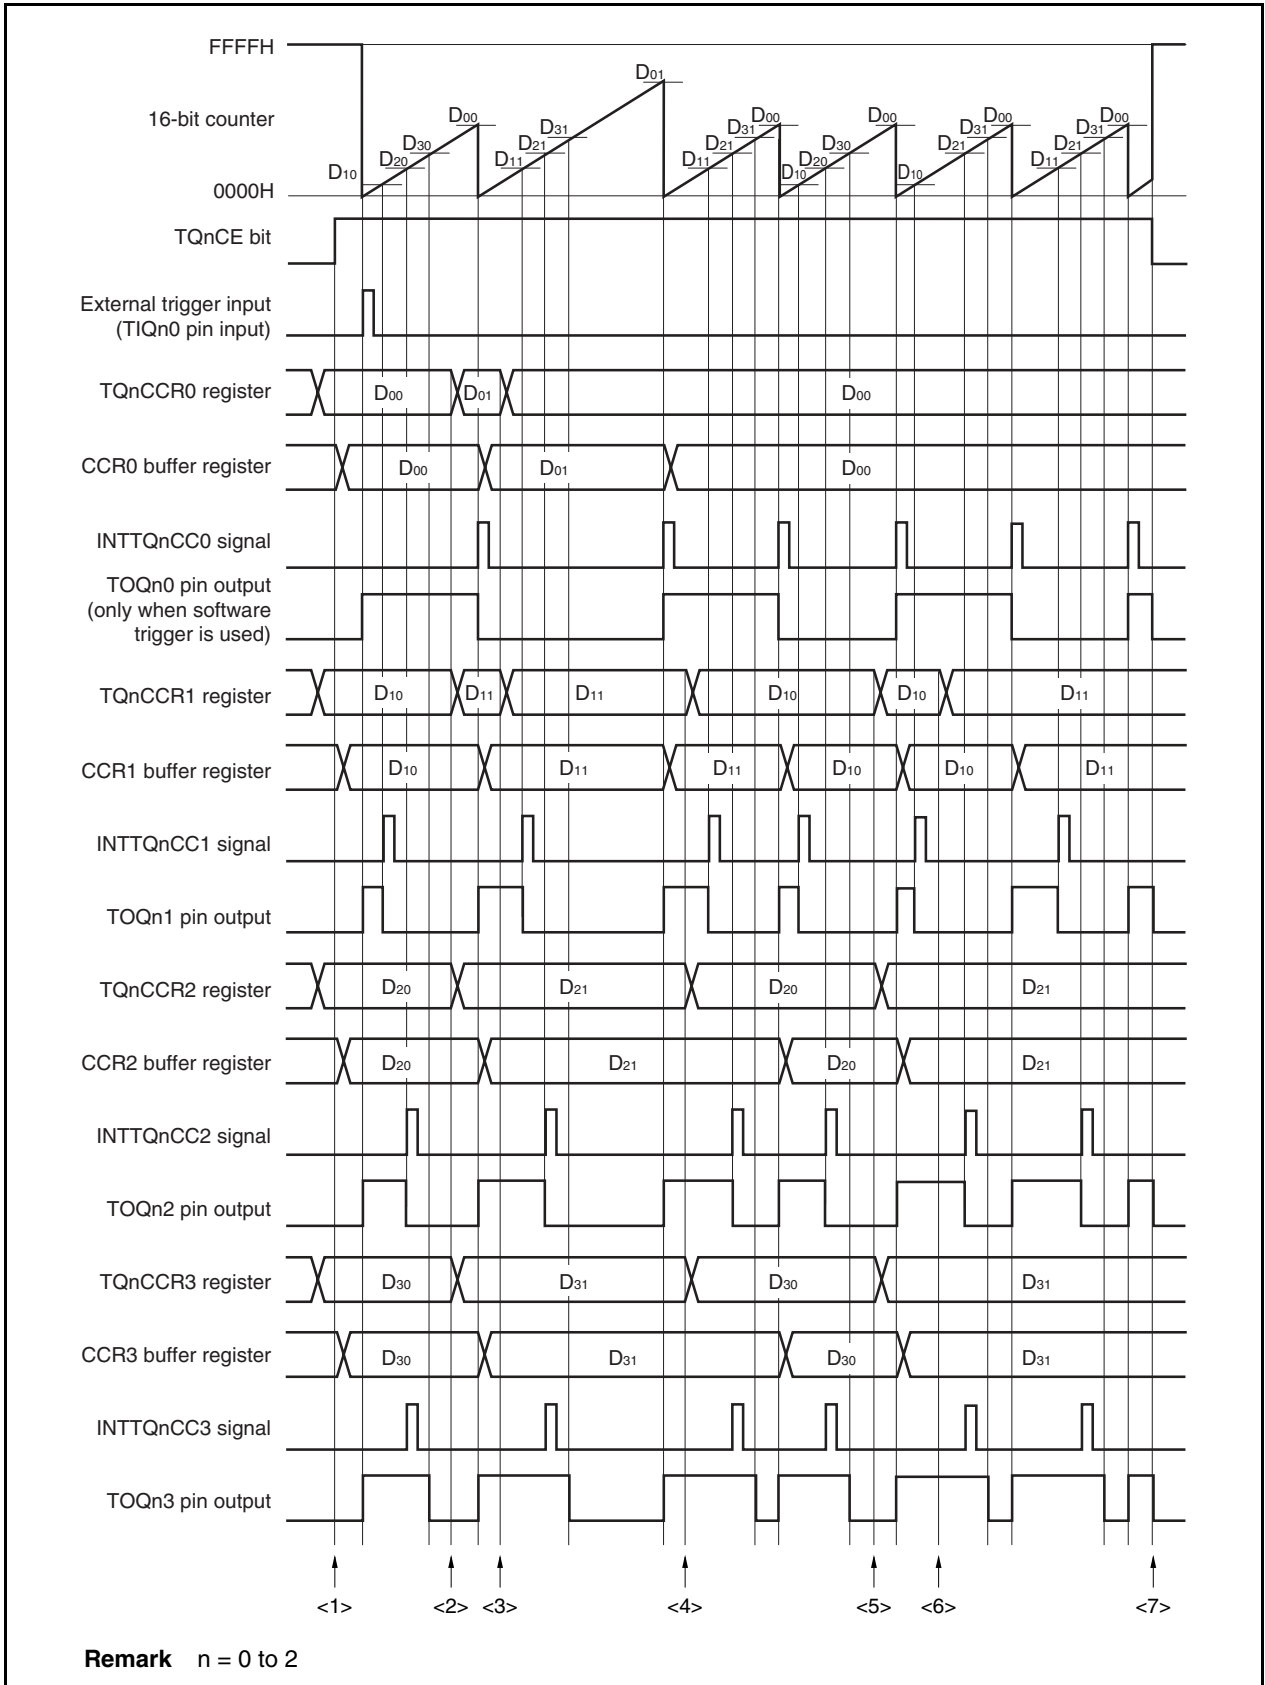 FFFFH
D01
16-bit counter
D00 D00 D00 D00 D00
D30 D31 D31 D30 D31 D31
D20 D21 D21 D20 D21 D21
D10 D11 D11 D10 D10 D11
0000H
TQnCE bit
External trigger input
(TIQn0 pin input)
TQnCCR0 register D00 D01 D00
CCR0 buffer register D00 D01 D00
INTTQnCC0 signal
TOQn0 pin output
(only when software
trigger is used)
TQnCCR1 register D10 D11 D11 D10 D10 D11
CCR1 buffer register D10 D11 D11 D10 D10 D11
INTTQnCC1 signal
TOQn1 pin output
TQnCCR2 register D20 D21 D20 D21
CCR2 buffer register D20 D21 D20 D21
INTTQnCC2 signal
TOQn2 pin output
TQnCCR3 register D30 D31 D30 D31
CCR3 buffer register D30 D31 D30 D31
INTTQnCC3 signal
TOQn3 pin output
<1> <2> <3> <4> <5> <6> <7>
Remark n = 0 to 2